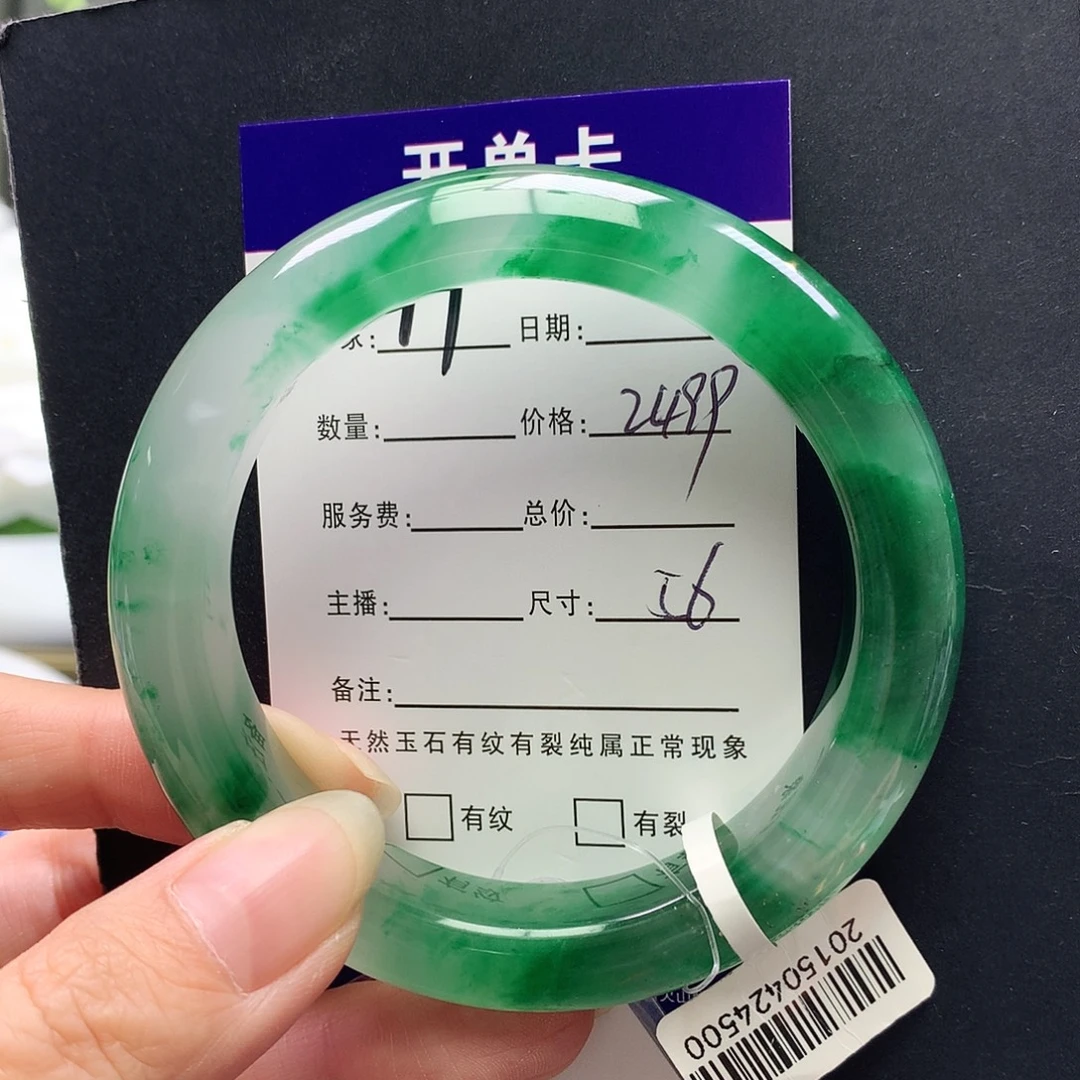 开单卡
家: 日期:
数量: 价格: 2499
服务费: 总价:
主播: 尺寸: 56
备注:
天然玉石有纹有裂纯属正常现象
有纹 有裂
20150424500